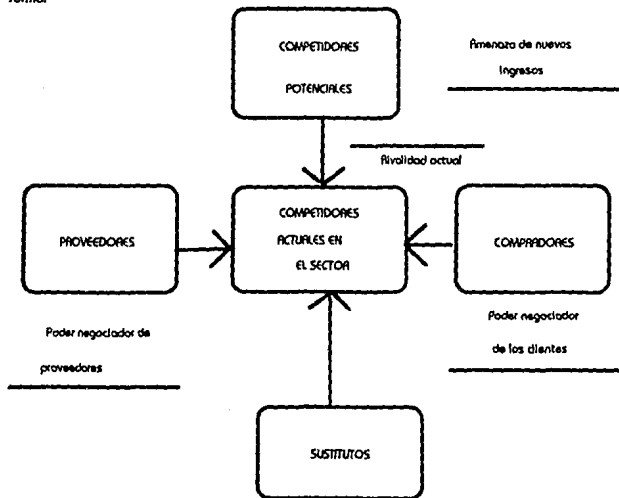 formar
COMPETIDORES
POTENCIALES
Amenaza de nuevos
Ingresos
Rivalidad actual
PROVEEDORES
COMPETIDORES
ACTUALES EN
EL SECTOR
COMPRADORES
Poder negociador de
proveedores
Poder negociador
de los clientes
SUSTITUTOS